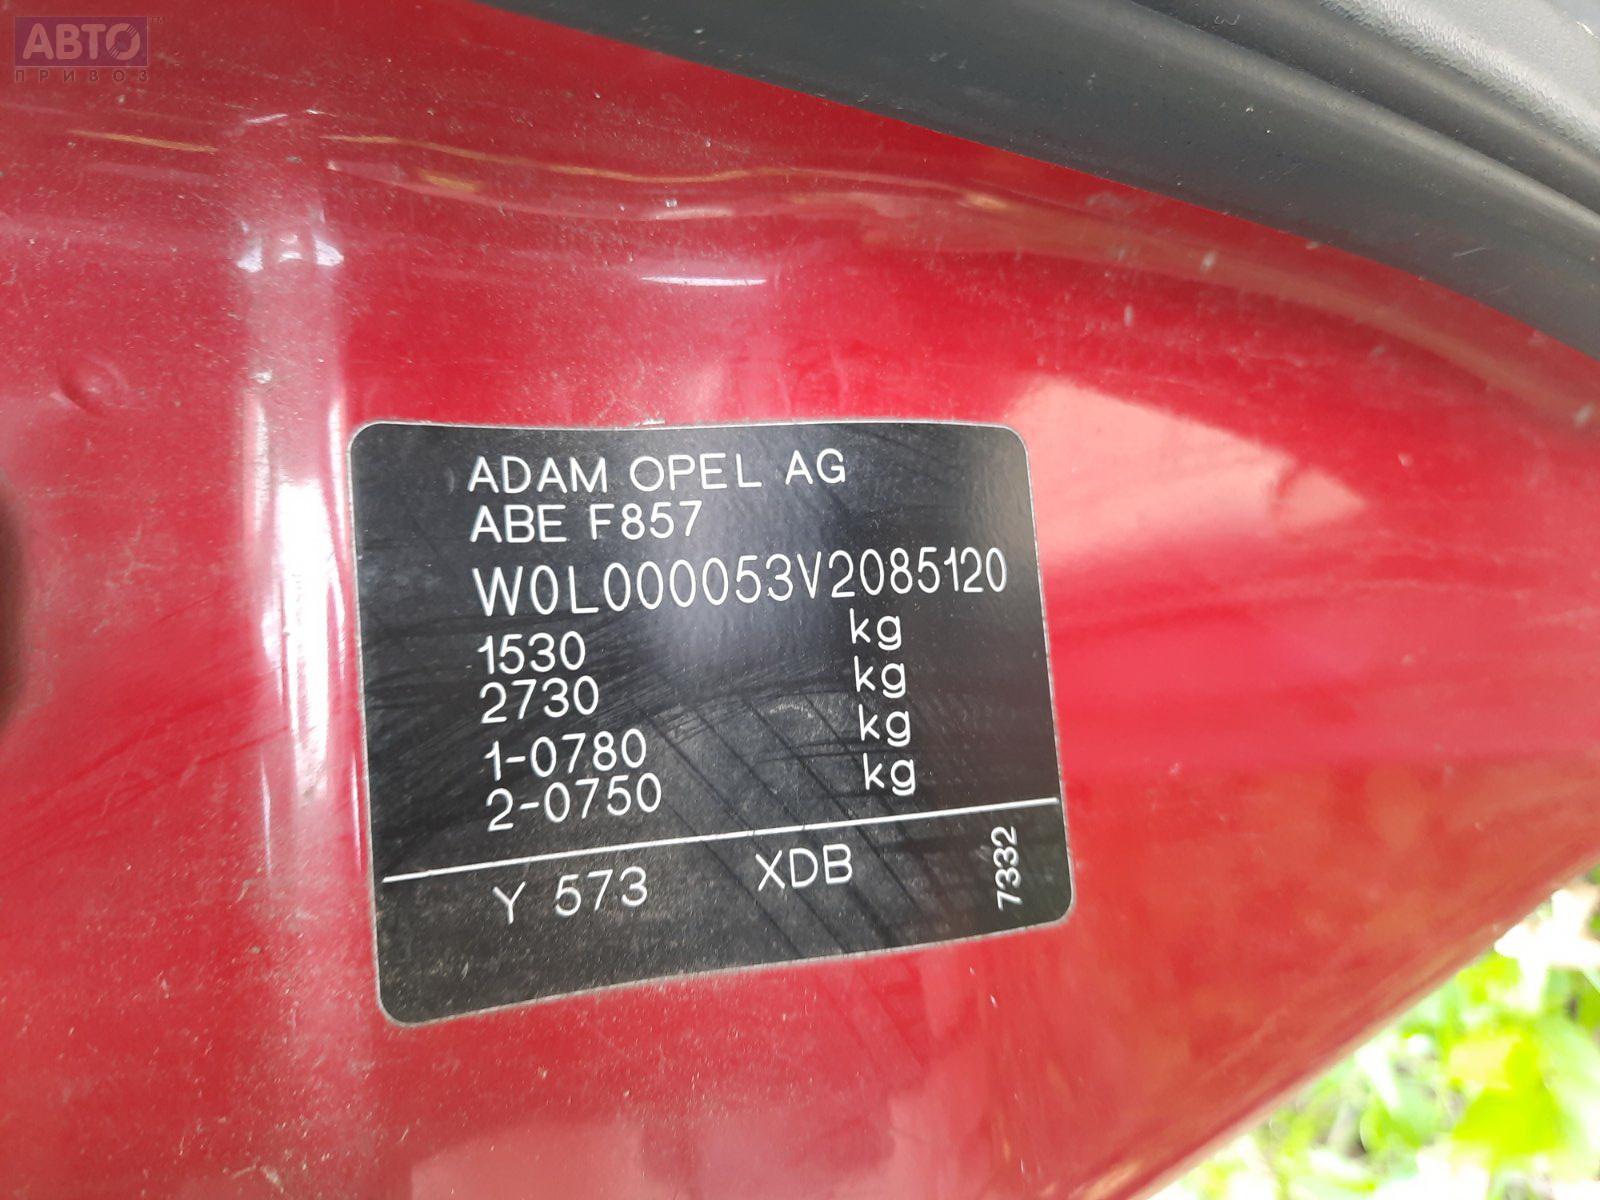 АВТО™
ПРИВОЗ
ADAM OPEL AG
ABE F857
W0L000053V2085120
1530 kg
2730 kg
1-0780 kg
2-0750 kg
Y 573 XDB 7332